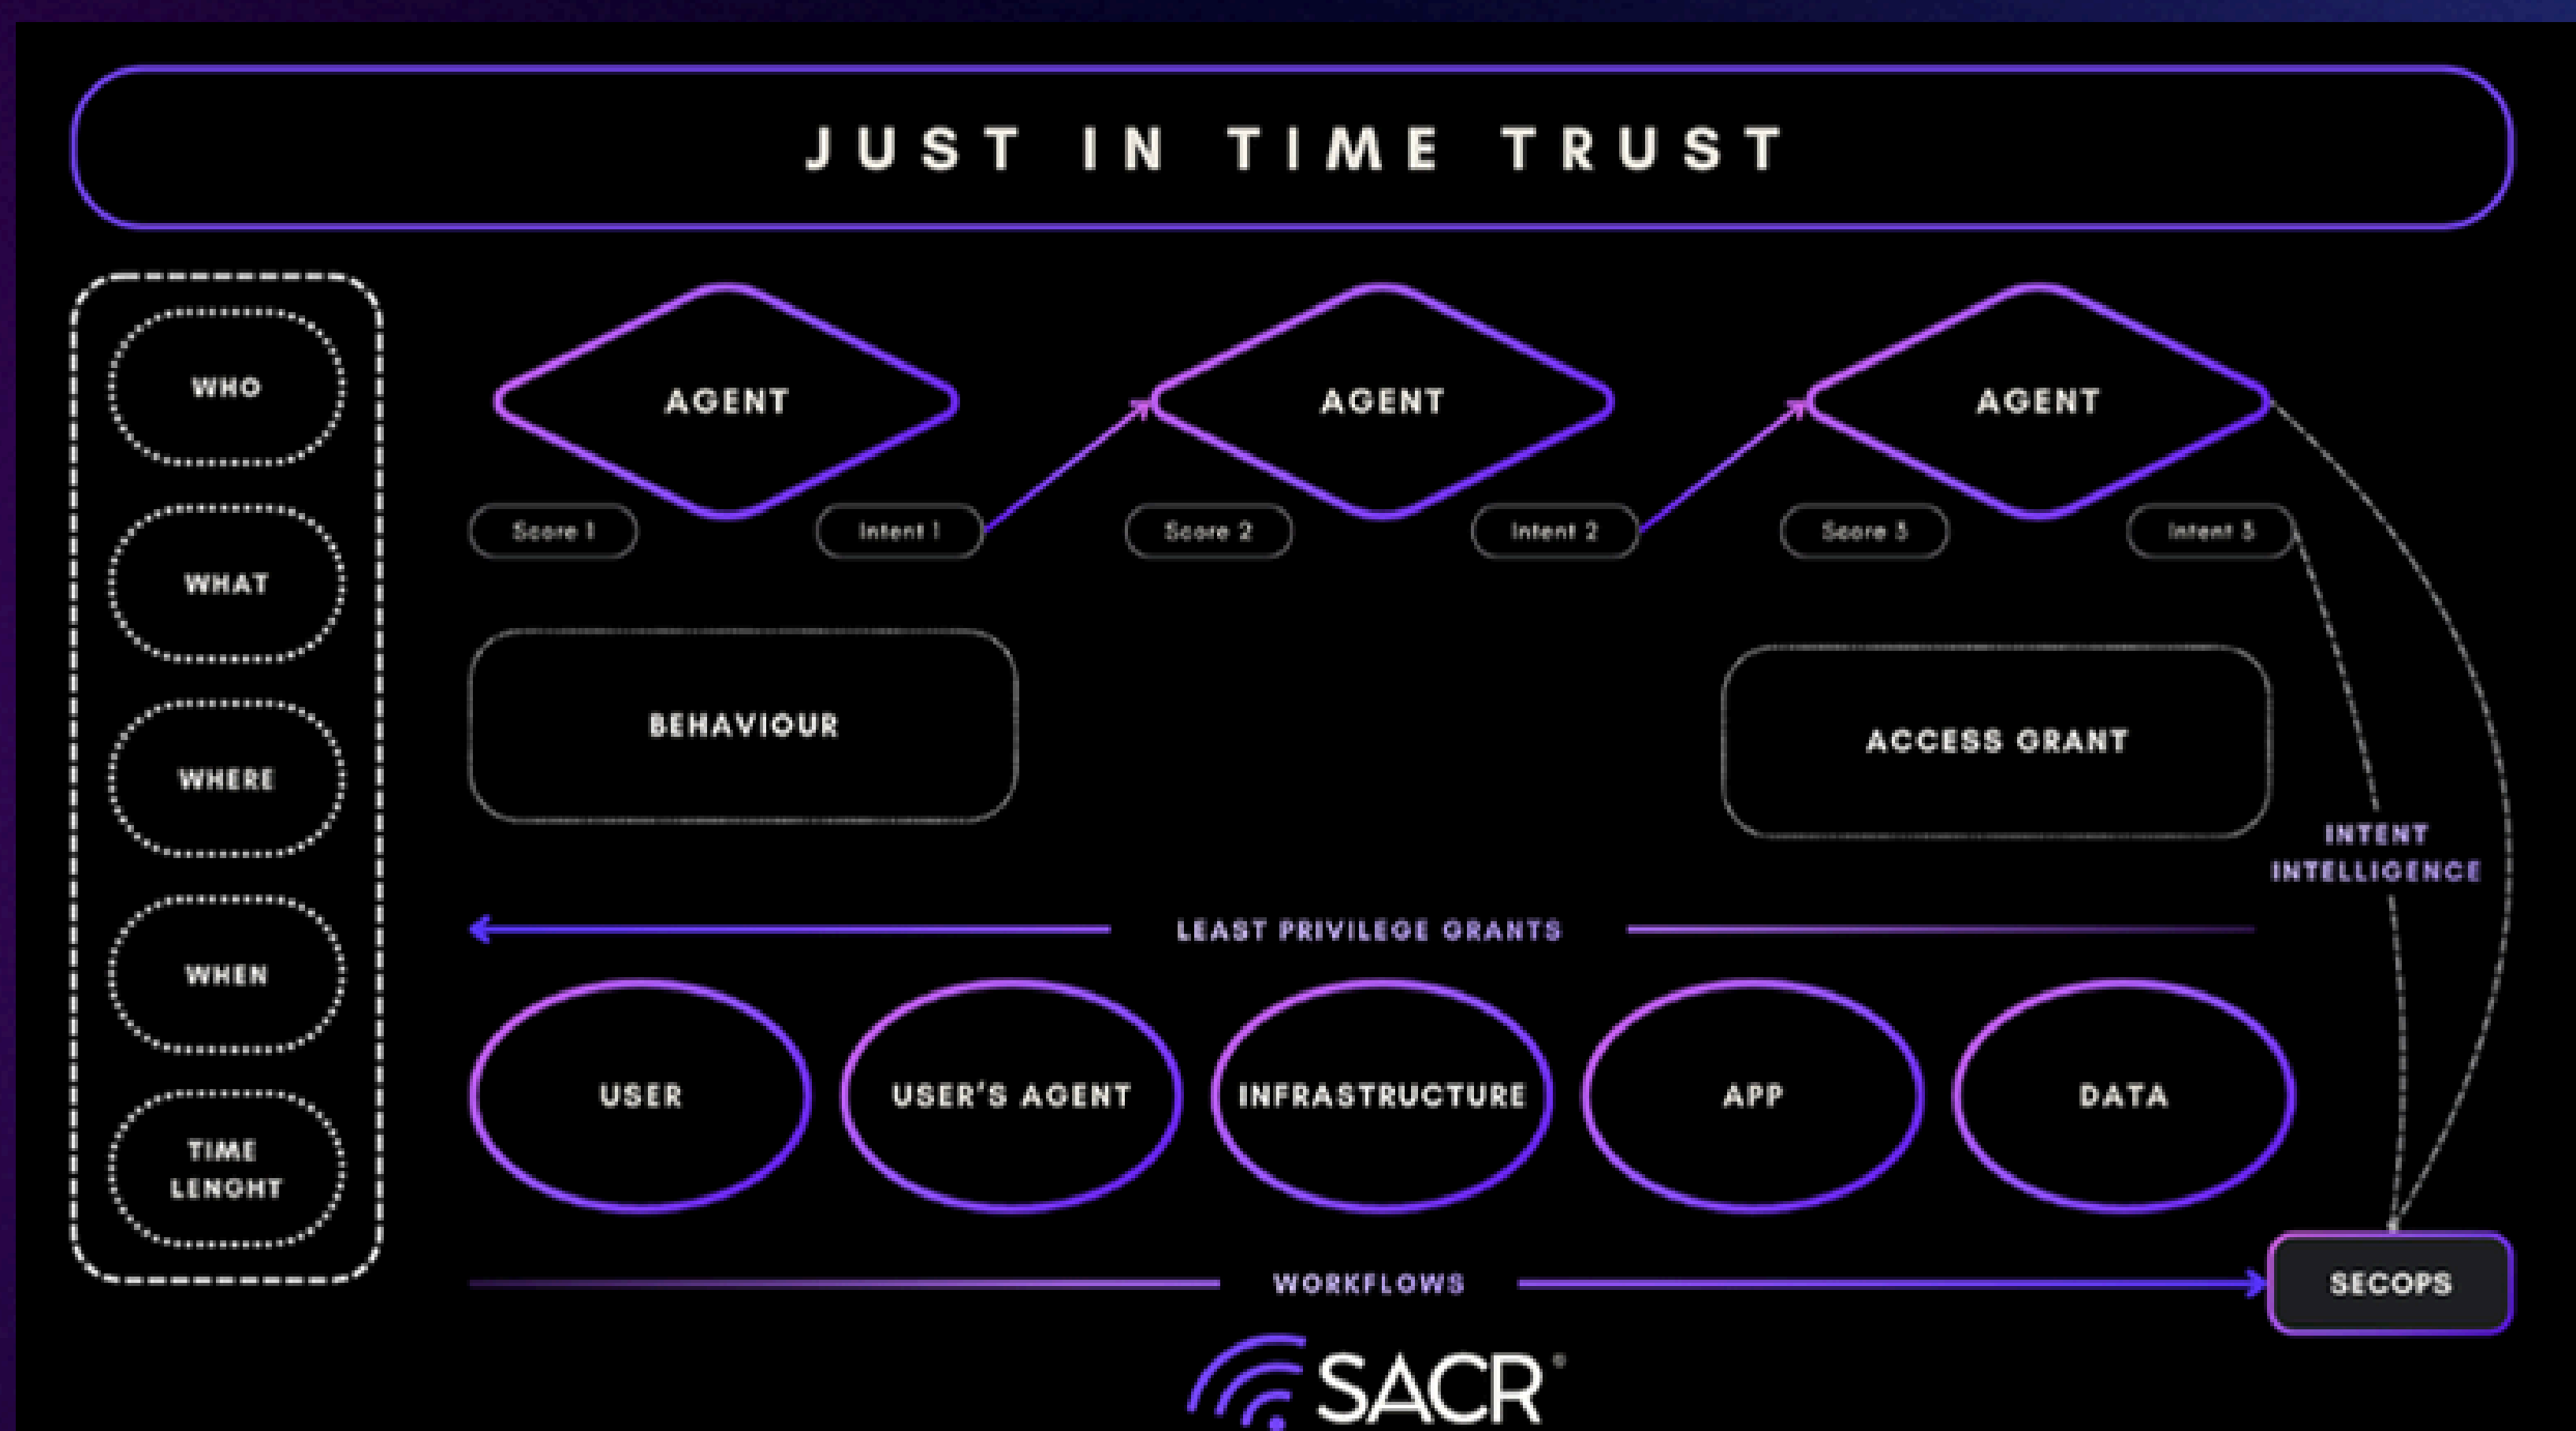 JUST IN TIME TRUST
WHO
WHAT
WHERE
WHEN
TIME
LENGHT
AGENT
AGENT
AGENT
Score 1
Intent 1
Score 2
Intent 2
Score 3
Intent 3
BEHAVIOUR
ACCESS GRANT
INTENT
INTELLIGENCE
LEAST PRIVILEGE GRANTS
USER
USER'S AGENT
INFRASTRUCTURE
APP
DATA
WORKFLOWS
SECOPS
SACR